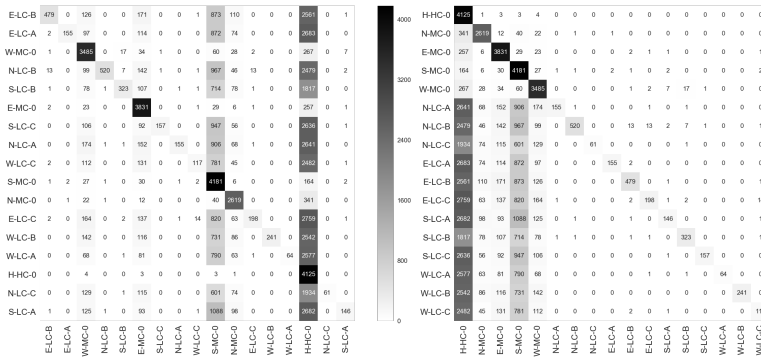 E-LC-B 479 0 126 0 0 171 0 0 0 873 110 0 0 0 2561 0 1
E-LC-A 2 155 97 0 0 114 0 0 0 872 74 1 0 0 2683 0 0
W-MC-0 0 1 3485 0 17 34 1 0 0 60 28 2 0 0 267 0 7
N-LC-B 13 0 99 520 7 142 1 0 0 967 46 13 0 0 2479 0 2
S-LC-B 1 0 78 1 323 107 0 0 1 714 78 1 0 0 1817 0 0
E-MC-0 2 0 23 0 0 3831 0 0 1 29 6 1 0 0 257 0 1
S-LC-C 0 0 106 0 0 92 157 0 0 947 56 0 0 0 2636 0 1
N-LC-A 0 0 174 1 1 152 0 155 0 906 68 0 0 0 2641 0 0
W-LC-C 2 0 112 0 0 131 0 0 117 781 45 0 0 0 2482 0 0
S-MC-0 1 2 27 1 0 30 0 1 2 4181 6 0 0 0 164 0 2
N-MC-0 0 1 22 0 0 12 0 0 0 40 2619 0 0 0 341 0 0
E-LC-C 2 0 164 0 2 137 0 1 14 820 63 198 0 0 2759 0 1
W-LC-B 0 0 142 0 0 116 0 0 0 731 86 0 241 0 2542 0 0
W-LC-A 0 0 68 0 1 81 0 0 0 790 63 1 0 64 2577 0 0
H-HC-0 0 0 4 0 0 3 0 0 0 3 1 0 0 0 4125 0 0
N-LC-C 0 0 129 0 0 115 0 0 0 601 74 0 0 0 1934 61 0
S-LC-A 1 0 125 0 1 93 0 0 0 1088 98 0 0 0 2682 0 146
E-LC-B E-LC-A W-MC-0 N-LC-B S-LC-B E-MC-0 S-LC-C N-LC-A W-LC-C S-MC-0 N-MC-0 E-LC-C W-LC-B W-LC-A H-HC-0 N-LC-C S-LC-A
4000
3200
2400
1600
800
0
H-HC-0 4125 1 3 3 4 0 0 0 0 0 0 0 0 0 0 0
N-MC-0 341 2619 12 40 22 0 0 0 1 0 0 0 0 0 0 0
E-MC-0 257 6 3831 29 23 0 0 0 0 2 1 1 0 0 0 0
S-MC-0 164 6 30 4181 27 1 1 0 2 1 0 2 0 0 0 0
W-MC-0 267 28 34 60 3485 0 0 0 1 0 2 7 17 1 0 0
N-LC-A 2641 68 152 906 174 155 1 0 0 0 0 0 1 0 0 0
N-LC-B 2479 46 142 967 99 0 520 0 0 13 13 2 7 1 0 0
N-LC-C 1934 74 115 601 129 0 0 61 0 0 0 0 0 0 0 0
E-LC-A 2683 74 114 872 97 0 0 0 155 2 1 0 0 0 0 0
E-LC-B 2561 110 171 873 126 0 0 0 0 479 0 1 0 0 0 0
E-LC-C 2759 63 137 820 164 1 0 0 0 2 198 1 2 0 0 0
S-LC-A 2682 98 93 1088 125 0 0 0 0 1 0 146 1 0 0 0
S-LC-B 1817 78 107 714 78 0 1 0 0 1 1 0 323 0 0 0
S-LC-C 2636 56 92 947 106 0 0 0 0 0 0 1 0 157 0 0
W-LC-A 2577 63 81 790 68 0 0 0 0 0 1 0 1 0 64 0
W-LC-B 2542 86 116 731 142 0 0 0 0 0 0 0 0 0 0 241
W-LC-C 2482 45 131 781 112 0 0 0 0 2 0 0 0 0 0 0
H-HC-0 N-MC-0 E-MC-0 S-MC-0 W-MC-0 N-LC-A N-LC-B N-LC-C E-LC-A E-LC-B E-LC-C S-LC-A S-LC-B S-LC-C W-LC-A W-LC-B